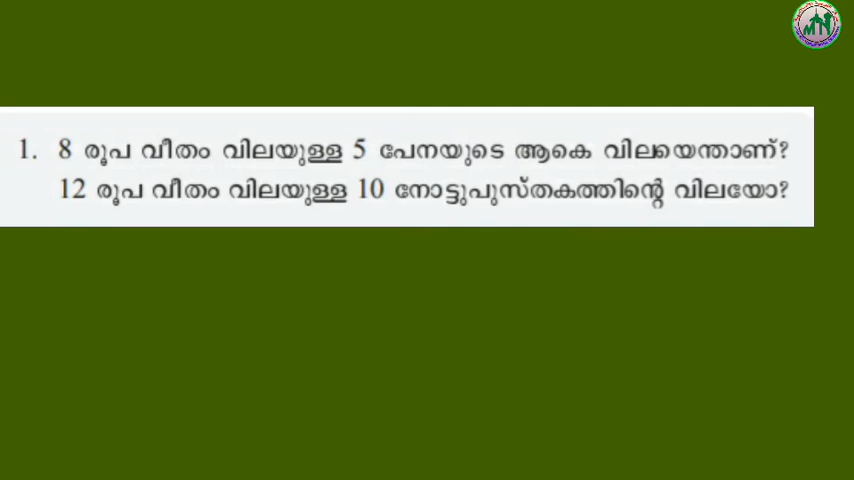 1. 8 രൂപ വീതം വിലയുള്ള 5 പേനയുടെ ആകെ വിലയെന്താണ്?
12 രൂപ വീതം വിലയുള്ള 10 നോട്ടുപുസ്തകത്തിന്റെ വിലയോ?